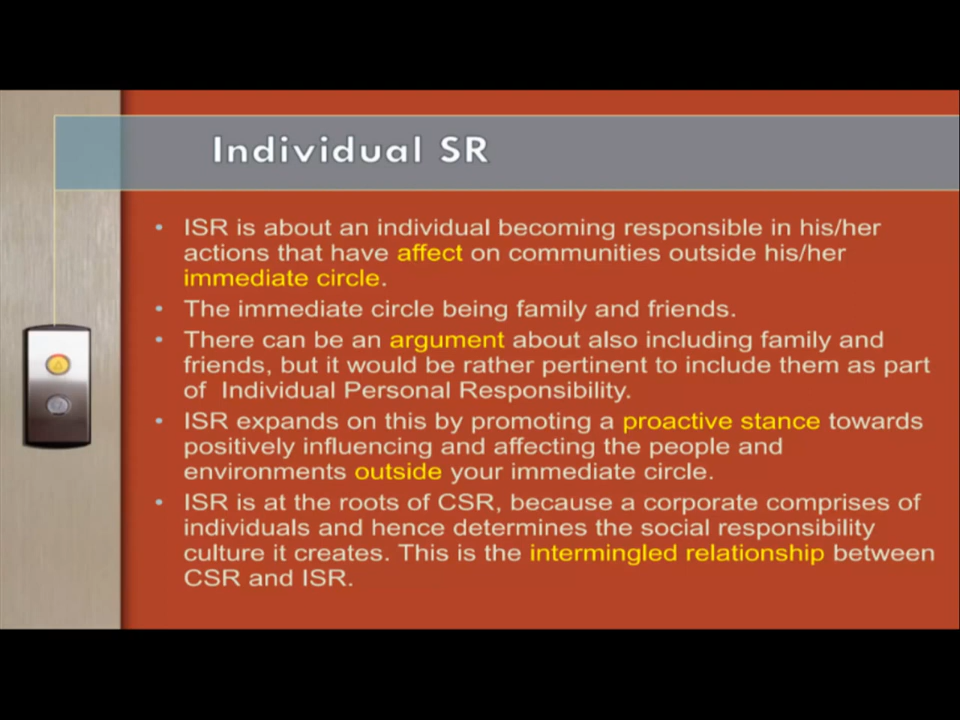 Individual SR
• ISR is about an individual becoming responsible in his/her
actions that have affect on communities outside his/her
immediate circle.
• The immediate circle being family and friends.
• There can be an argument about also including family and
friends, but it would be rather pertinent to include them as part
of Individual Personal Responsibility.
• ISR expands on this by promoting a proactive stance towards
positively influencing and affecting the people and
environments outside your immediate circle.
• ISR is at the roots of CSR, because a corporate comprises of
individuals and hence determines the social responsibility
culture it creates. This is the intermingled relationship between
CSR and ISR.